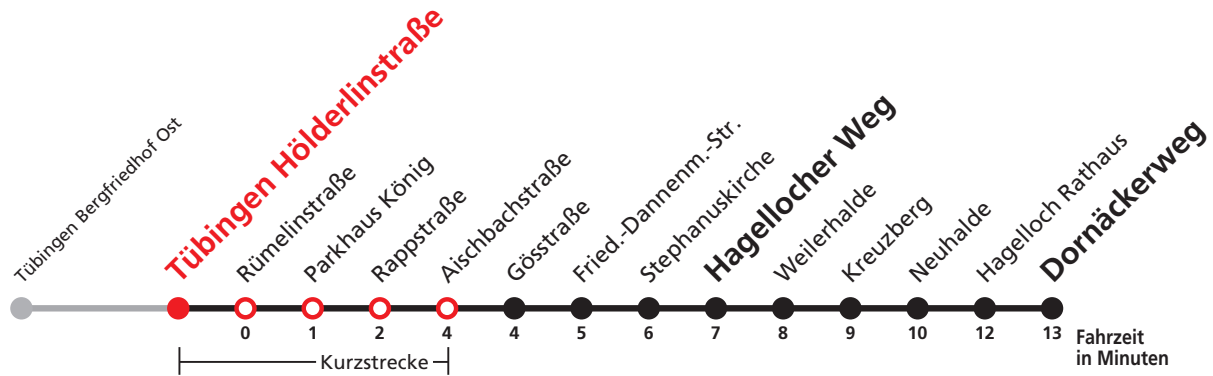 Tübingen Bergfriedhof Ost
Tübingen Hölderlinstraße
Rümelinstraße
Parkhaus König
Rappstraße
Aischbachstraße
Gösstraße
Fried.-Dannenm.-Str.
Stephanuskirche
Hagellocher Weg
Weilerhalde
Kreuzberg
Neuhalde
Hagelloch Rathaus
Dornäckerweg
0 1 2 4 4 5 6 7 8 9 10 12 13
Fahrzeit
in Minuten
Kurzstrecke